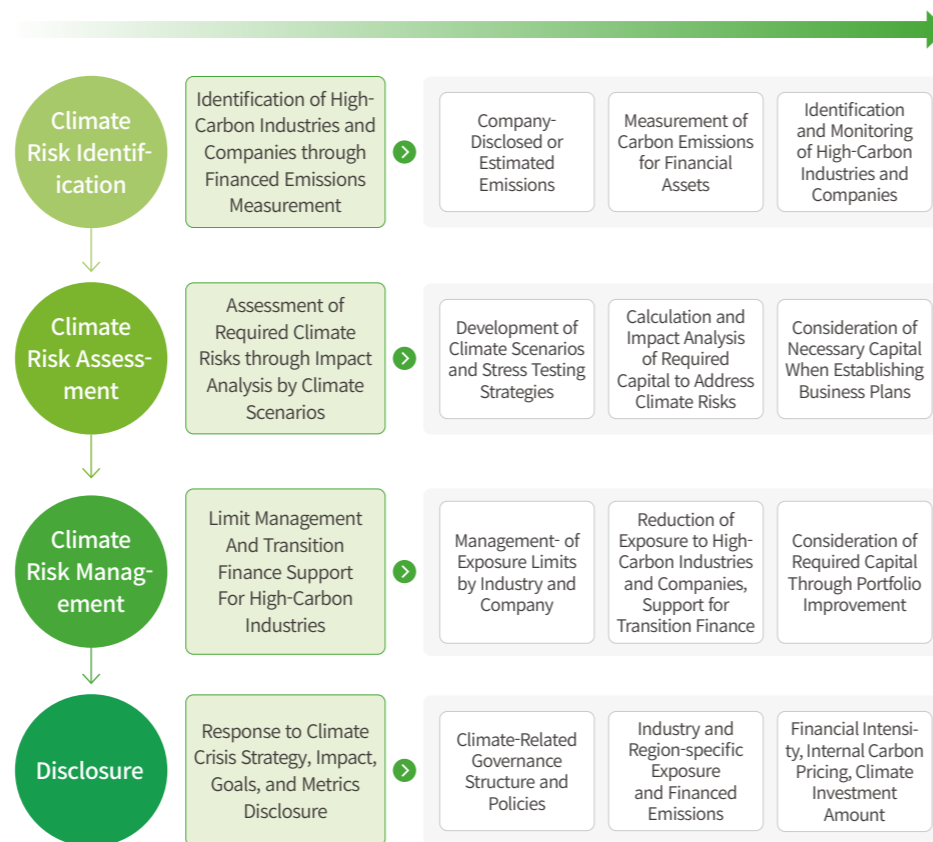 Climate
Risk Identif-
ication
Identification of High-
Carbon Industries and
Companies through
Financed Emissions
Measurement
Company-
Disclosed or
Estimated
Emissions
Measurement of
Carbon Emissions
for Financial
Assets
Identification
and Monitoring
of High-Carbon
Industries and
Companies
Climate
Risk Assess-
ment
Assessment of
Required Climate
Risks through Impact
Analysis by Climate
Scenarios
Development of
Climate Scenarios
and Stress Testing
Strategies
Calculation and
Impact Analysis
of Required
Capital to Address
Climate Risks
Consideration of
Necessary Capital
When Establishing
Business Plans
Climate
Risk Manag-
ement
Limit Management
And Transition
Finance Support
For High-Carbon
Industries
Management- of
Exposure Limits
by Industry and
Company
Reduction of
Exposure to High-
Carbon Industries
and Companies,
Support for
Transition Finance
Consideration of
Required Capital
Through Portfolio
Improvement
Disclosure
Response to Climate
Crisis Strategy, Impact,
Goals, and Metrics
Disclosure
Climate-Related
Governance
Structure and
Policies
Industry and
Region-specific
Exposure
and Financed
Emissions
Financial Intensi-
ty, Internal Carbon
Pricing, Climate
Investment
Amount